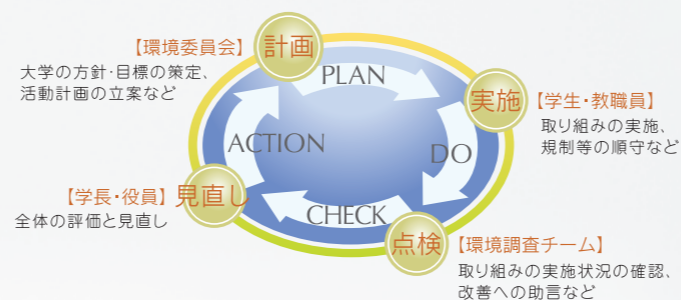 【環境委員会】
計画
大学の方針・目標の策定、
活動計画の立案など
PLAN
実施
【学生・教職員】
取り組みの実施、
規制等の順守など
DO
点検
【環境調査チーム】
取り組みの実施状況の確認、
改善への助言など
CHECK
【学長・役員】
見直し
全体の評価と見直し
ACTION